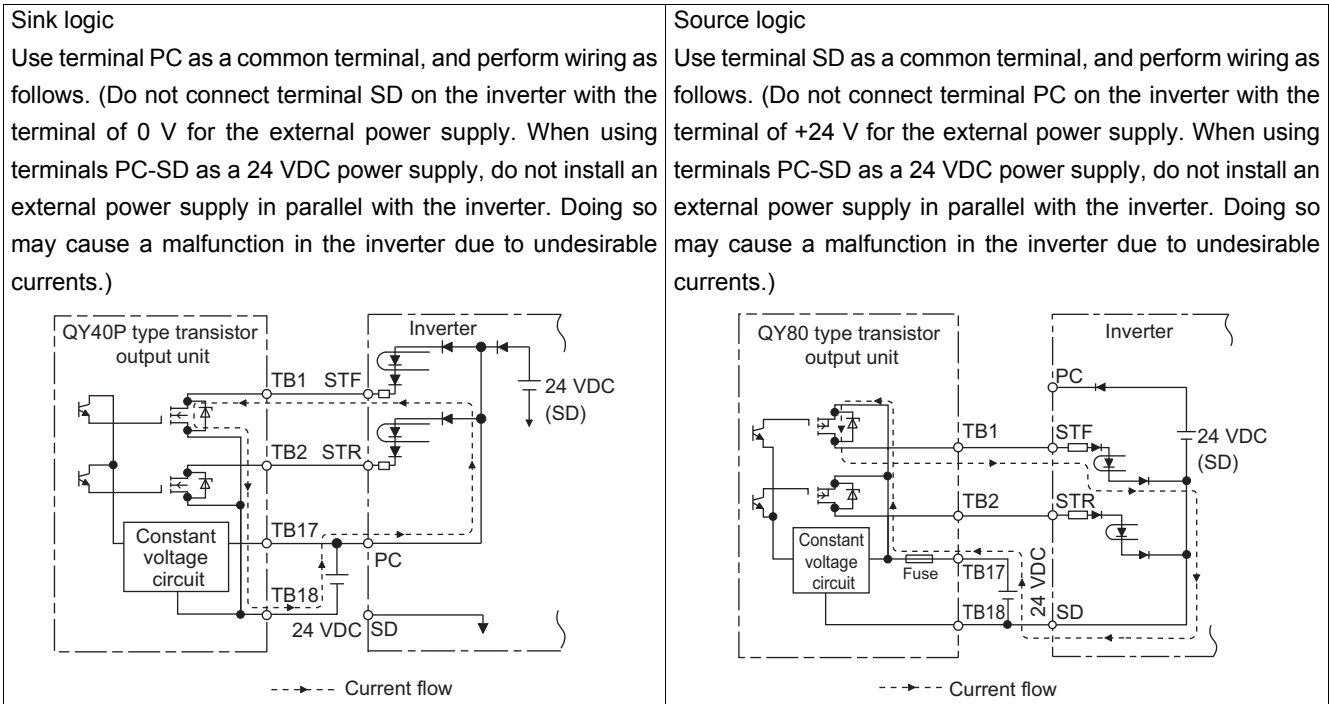 Sink logic
Use terminal PC as a common terminal, and perform wiring as
follows. (Do not connect terminal SD on the inverter with the
terminal of 0 V for the external power supply. When using
terminals PC-SD as a 24 VDC power supply, do not install an
external power supply in parallel with the inverter. Doing so
may cause a malfunction in the inverter due to undesirable
currents.)
QY40P type transistor
output unit
Inverter
TB1 STF
24 VDC
(SD)
TB2 STR
Constant
voltage
circuit
TB17
PC
TB18
24 VDC SD
Current flow
Source logic
Use terminal SD as a common terminal, and perform wiring as
follows. (Do not connect terminal PC on the inverter with the
terminal of +24 V for the external power supply. When using
terminals PC-SD as a 24 VDC power supply, do not install an
external power supply in parallel with the inverter. Doing so
may cause a malfunction in the inverter due to undesirable
currents.)
QY80 type transistor
output unit
Inverter
PC
TB1 STF
24 VDC
(SD)
TB2 STR
Constant
voltage
circuit
Fuse
TB17
24 VDC
TB18 SD
Current flow